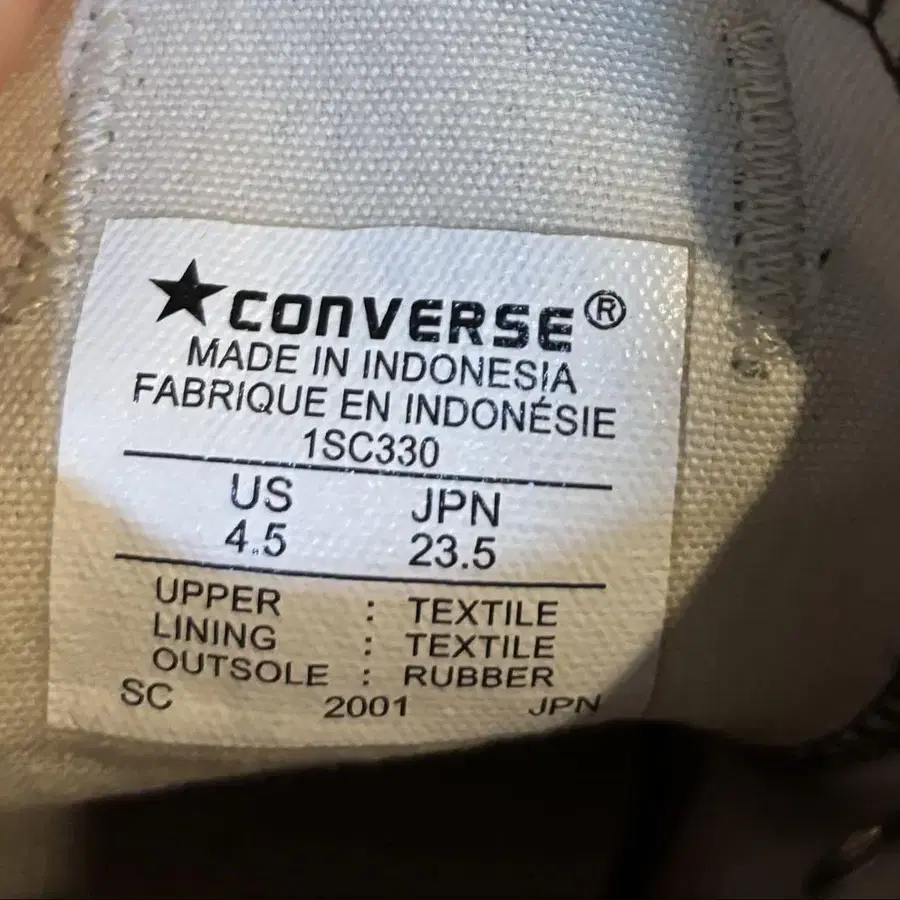 ★CONVERSE®
MADE IN INDONESIA
FABRIQUE EN INDONÉSIE
1SC330
US JPN
4.5 23.5
UPPER : TEXTILE
LINING : TEXTILE
OUTSOLE : RUBBER
SC 2001 JPN